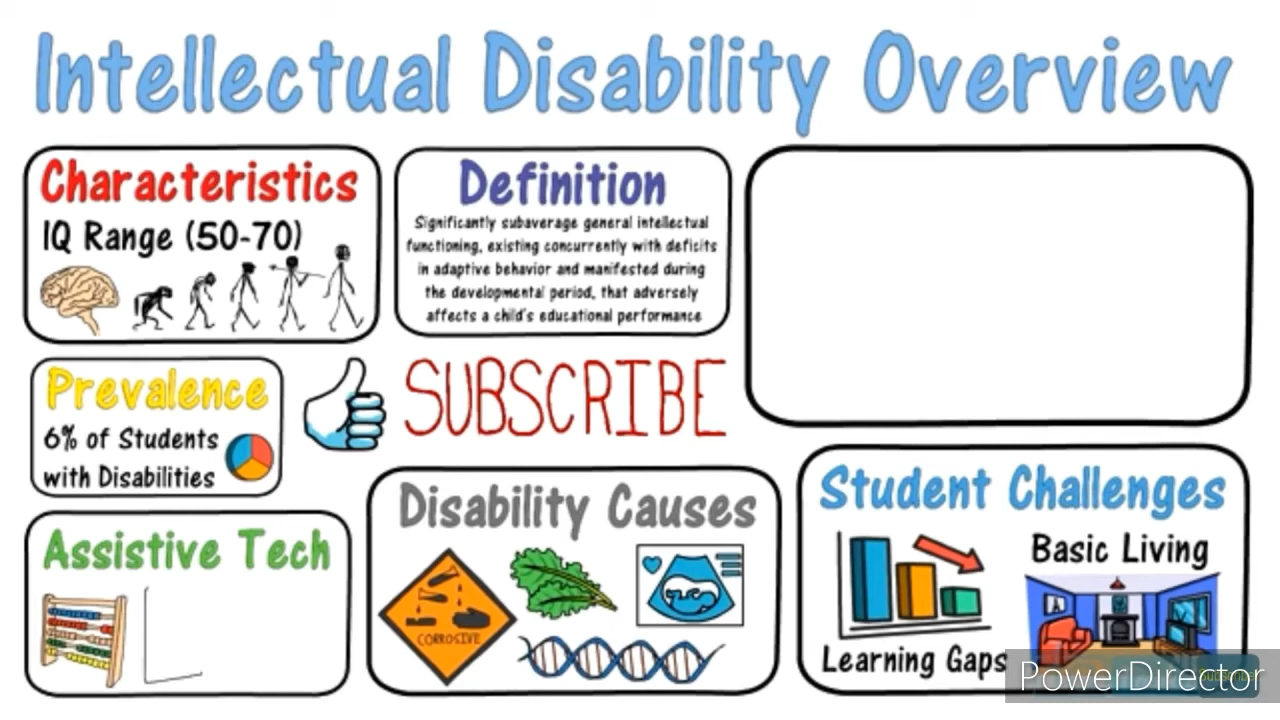 Intellectual Disability Overview
Characteristics
IQ Range (50-70)
Definition
Significantly subaverage general intellectual
functioning, existing concurrently with deficits
in adaptive behavior and manifested during
the developmental period, that adversely
affects a child's educational performance
Prevalence
6% of Students
with Disabilities
SUBSCRIBE
Assistive Tech
Disability Causes
CORROSIVE
Student Challenges
Basic Living
A
Learning Gaps
Subscribe
PowerDirector